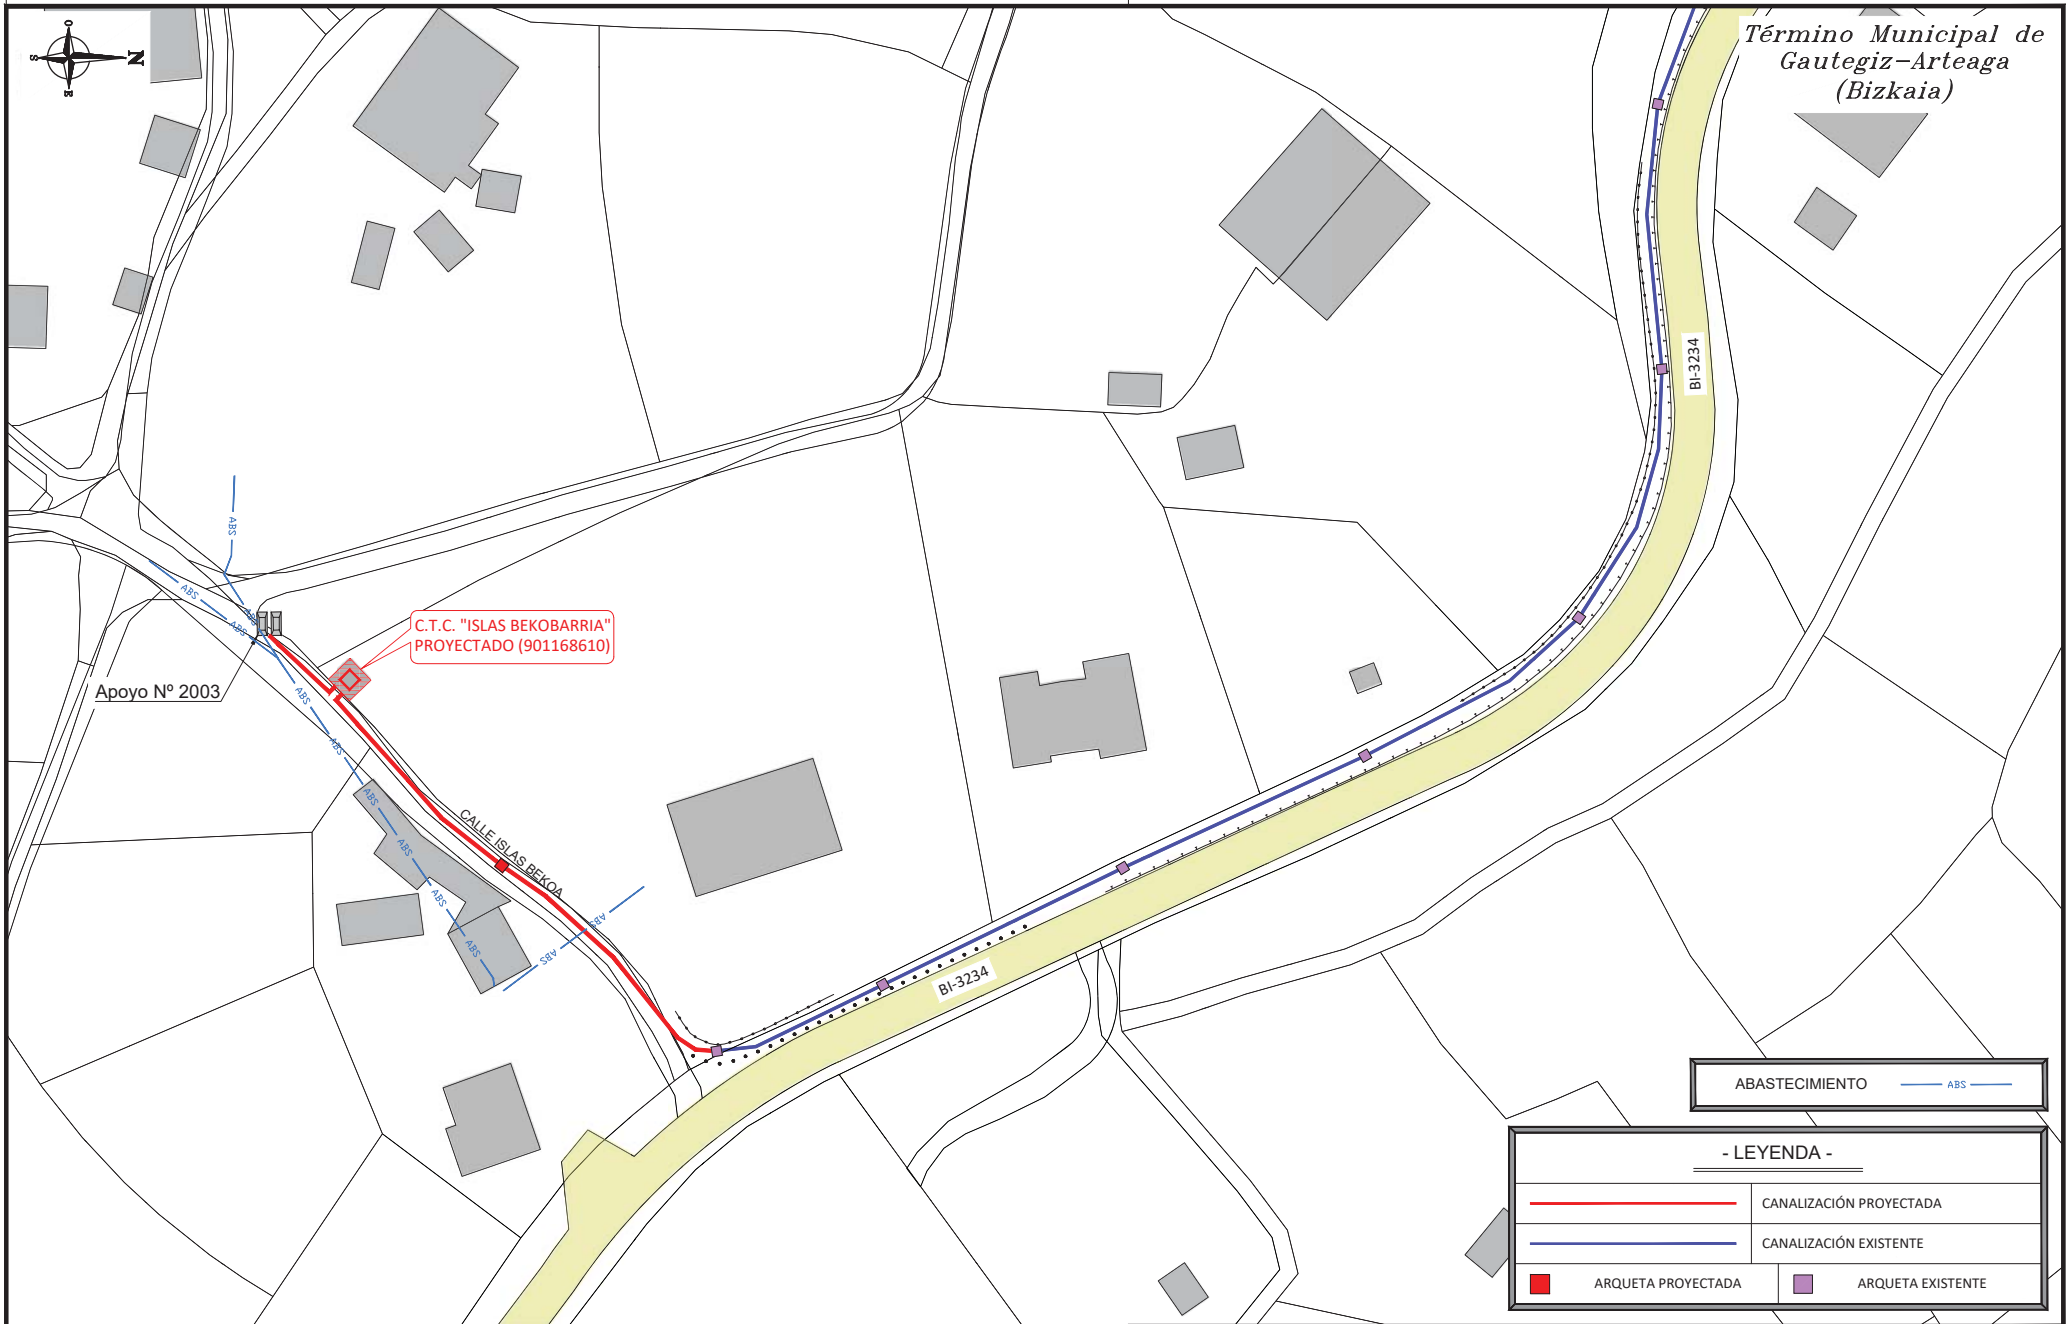 Término Municipal de
Gautegiz-Arteaga
(Bizkaia)
O
S
N
E
BI-3234
ABS
ABS
ABS
ABS
C.T.C. "ISLAS BEKOBARRIA"
PROYECTADO (901168610)
Apoyo Nº 2003
ABS
ABS
ABS
CALLE ISLAS BEKOA
ABS
ABS
ABS
ABS
ABS
BI-3234
ABASTECIMIENTO ABS
- LEYENDA -
CANALIZACIÓN PROYECTADA
CANALIZACIÓN EXISTENTE
ARQUETA PROYECTADA ARQUETA EXISTENTE